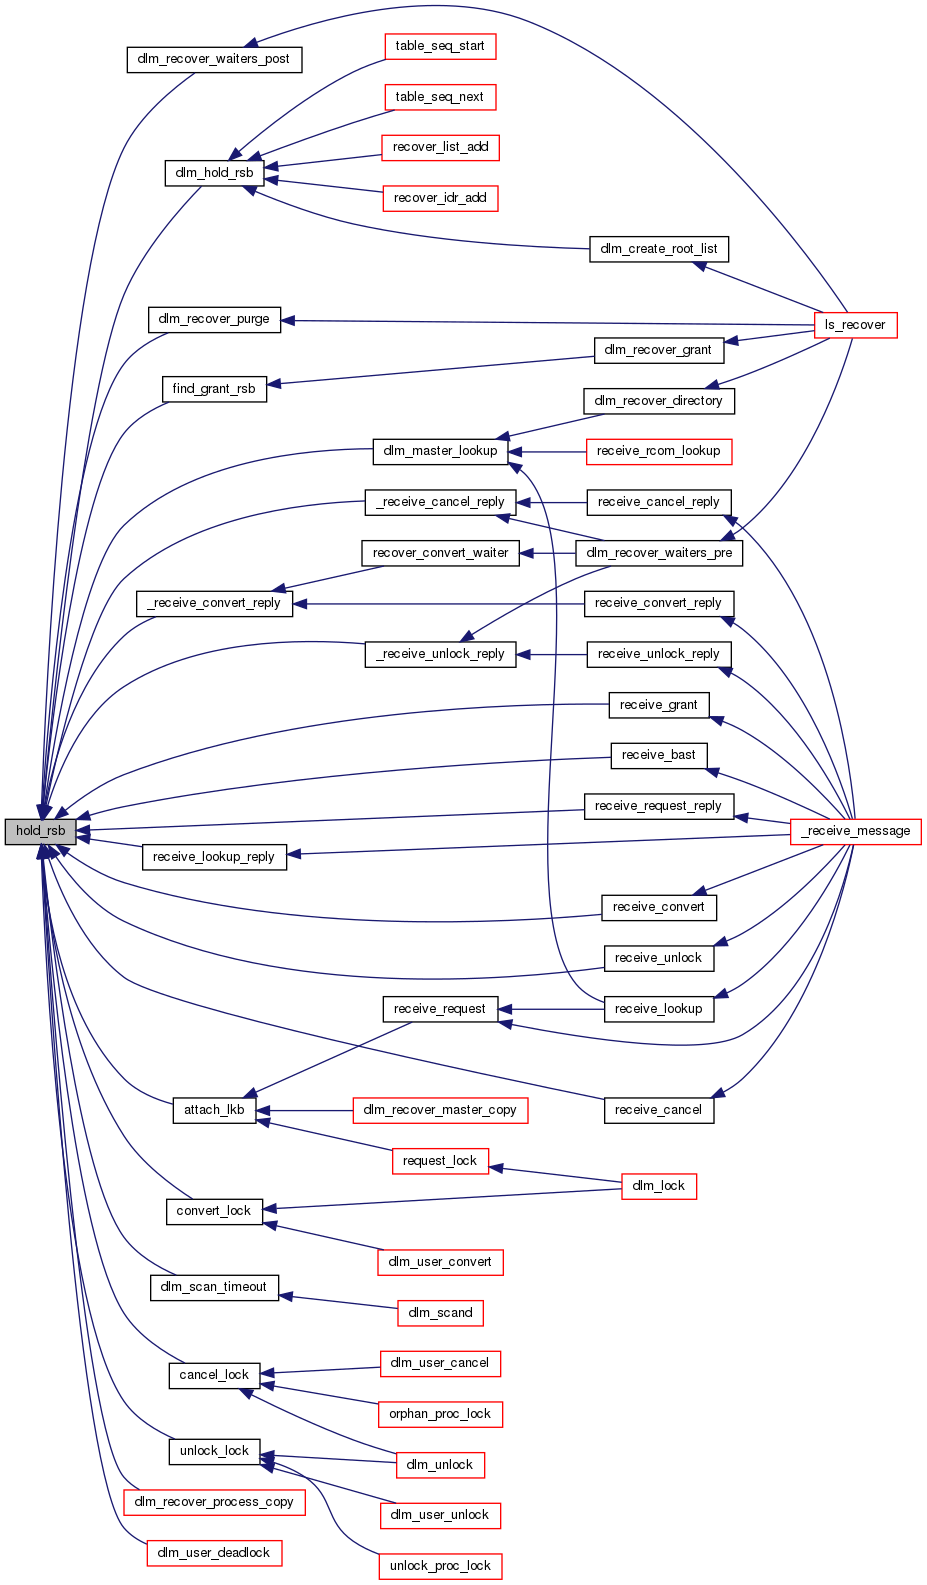 dlm_recover_waiters_post
table_seq_start
table_seq_next
recover_list_add
dlm_hold_rsb
recover_idr_add
dlm_create_root_list
dlm_recover_purge
ls_recover
dlm_recover_grant
find_grant_rsb
dlm_recover_directory
dlm_master_lookup
receive_rcom_lookup
_receive_cancel_reply
receive_cancel_reply
recover_convert_waiter
dlm_recover_waiters_pre
_receive_convert_reply
receive_convert_reply
_receive_unlock_reply
receive_unlock_reply
receive_grant
receive_bast
receive_request_reply
hold_rsb
_receive_message
receive_lookup_reply
receive_convert
receive_unlock
receive_request
receive_lookup
attach_lkb
dlm_recover_master_copy
receive_cancel
request_lock
dlm_lock
convert_lock
dlm_user_convert
dlm_scan_timeout
dlm_scand
dlm_user_cancel
cancel_lock
orphan_proc_lock
unlock_lock
dlm_unlock
dlm_recover_process_copy
dlm_user_unlock
dlm_user_deadlock
unlock_proc_lock